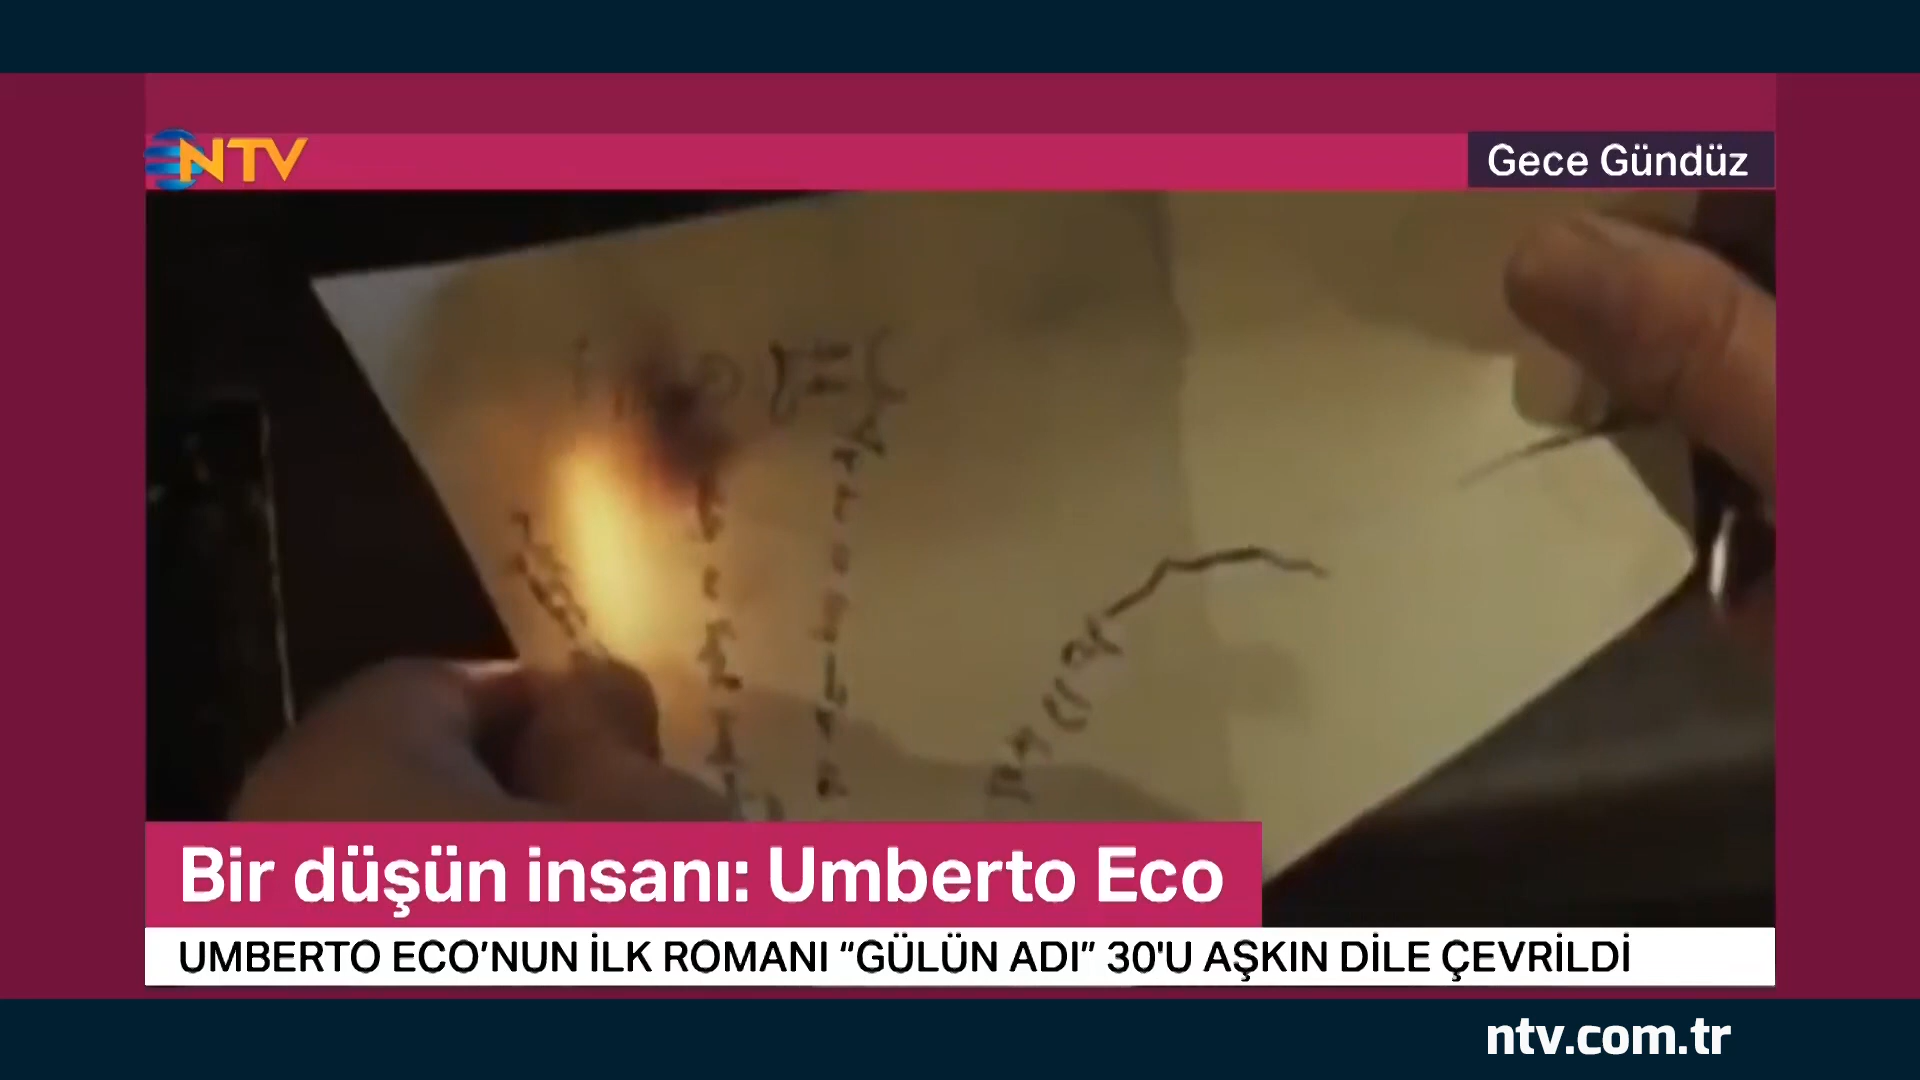 NTV
Gece Gündüz
Bir düşün insanı: Umberto Eco
UMBERTO ECO’NUN İLK ROMANI “GÜLÜN ADI” 30'U AŞKIN DİLE ÇEVRİLDİ
ntv.com.tr